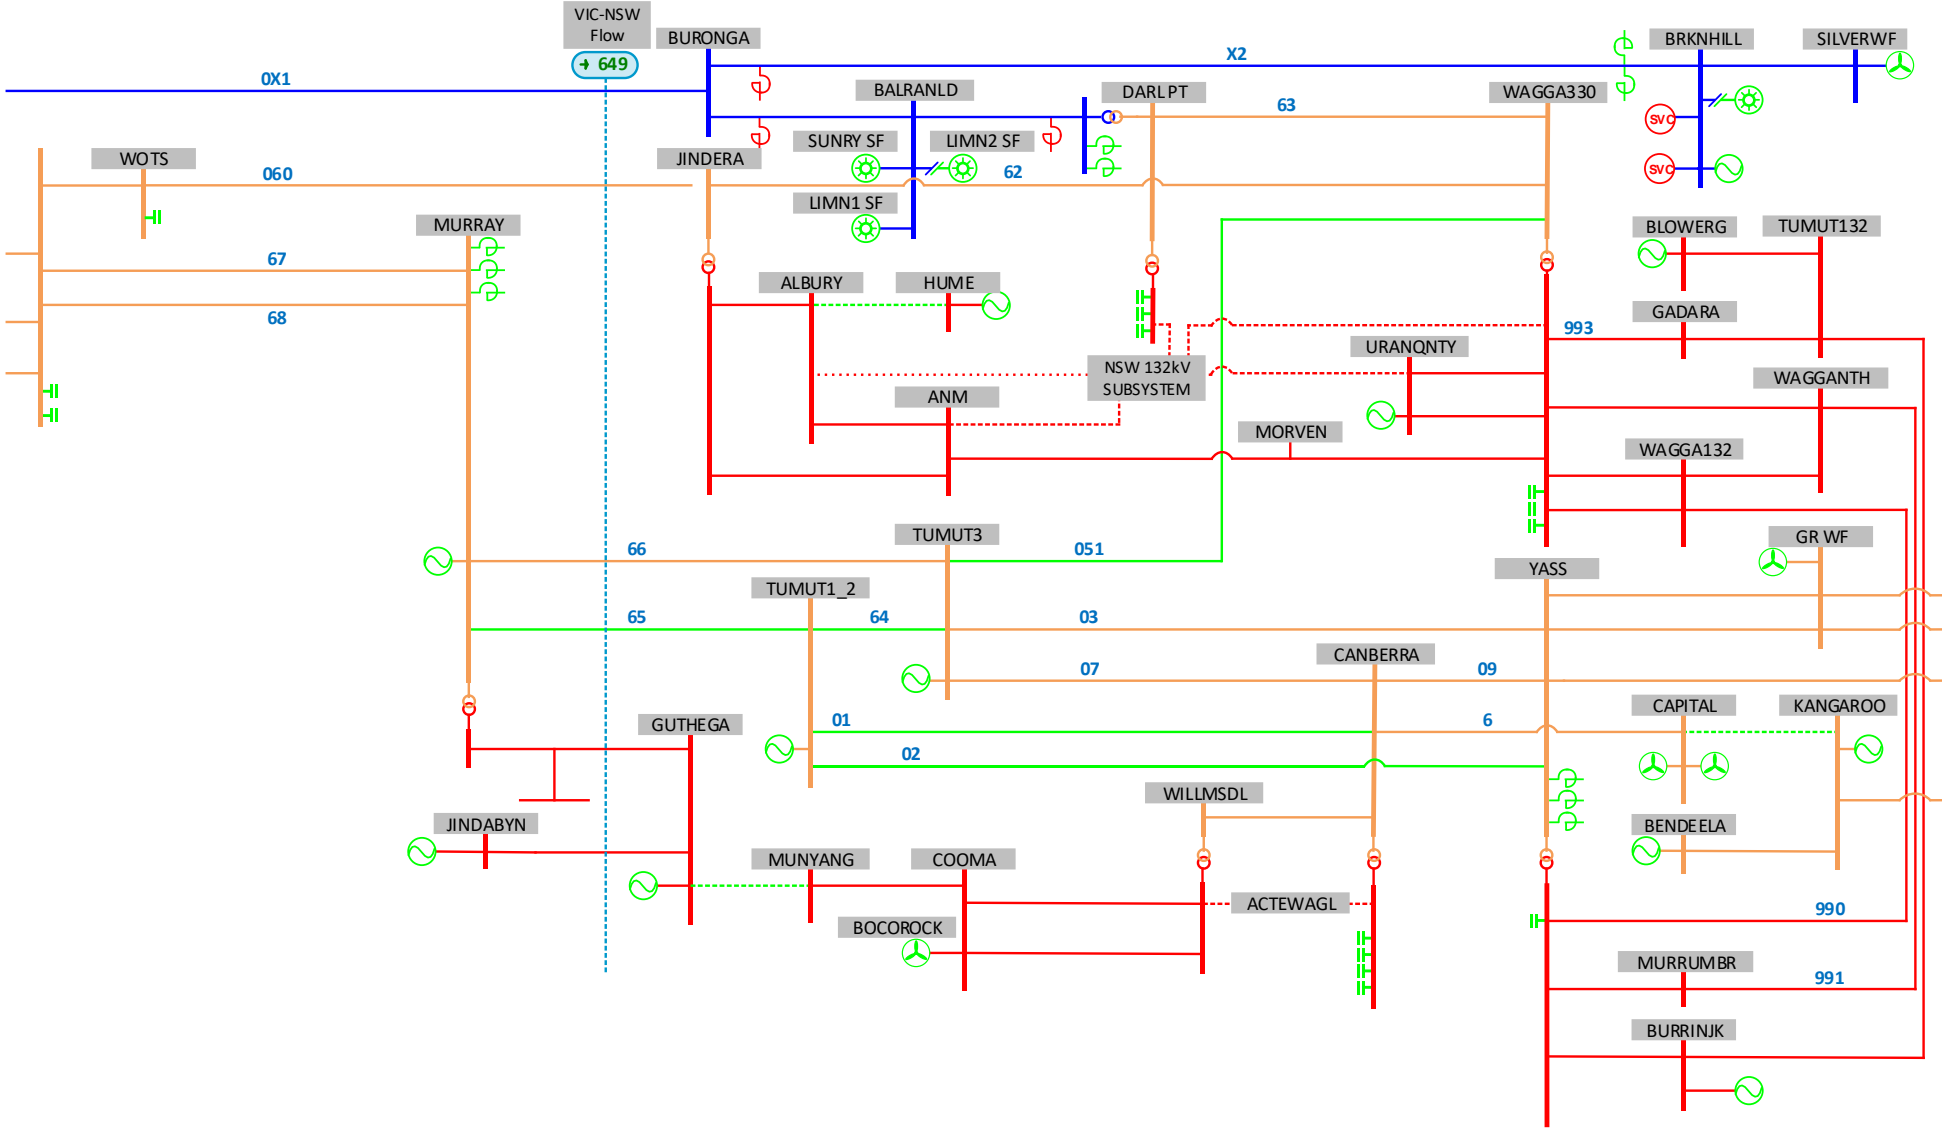 VIC-NSW
Flow
649
BURONGA
0X1
X2
BRKNHILL
SILVERWF
BALRANLD
DARL PT
63
WAGGA330
SUNRY SF
LIMN2 SF
SVC
WOTS
060
JINDERA
62
SVC
LIMN1 SF
MURRAY
BLOWERG
TUMUT132
67
ALBURY
HUME
68
GADARA
993
URANQNTY
NSW 132kV
SUBSYSTEM
WAGGANTH
ANM
MORVEN
WAGGA132
TUMUT3
GR WF
66
051
YASS
TUMUT1_2
65
64
03
CANBERRA
07
09
GUTHEGA
01
6
CAPITAL
KANGAROO
02
WILLMSDL
JINDABYN
BENDEELA
MUNYANG
COOMA
ACTEWAGL
990
BOCOROCK
MURRUMBR
991
BURRINJK